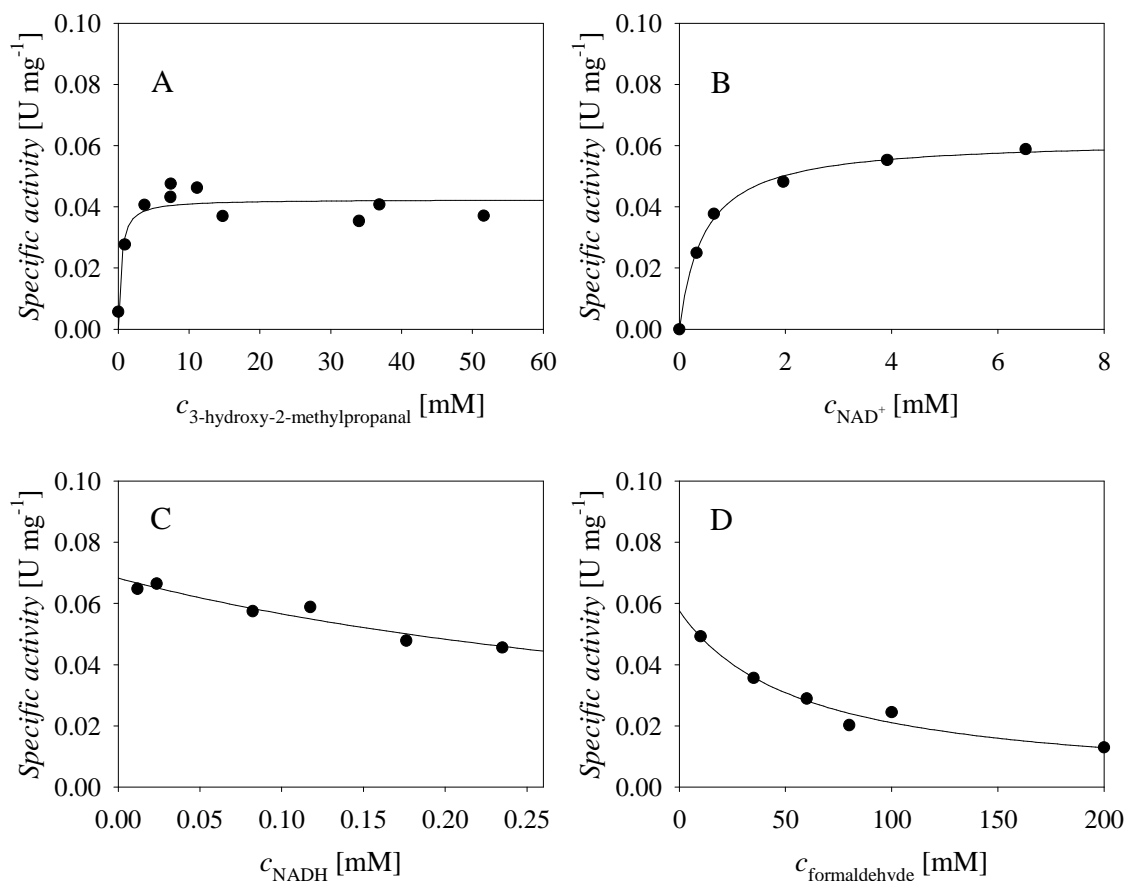 A
Specific activity [U mg⁻¹]
0.10
0.08
0.06
0.04
0.02
0.00
0 10 20 30 40 50 60
c3-hydroxy-2-methylpropanal [mM]
B
Specific activity [U mg⁻¹]
0.10
0.08
0.06
0.04
0.02
0.00
0 2 4 6 8
cNAD⁺ [mM]
C
Specific activity [U mg⁻¹]
0.10
0.08
0.06
0.04
0.02
0.00
0.00 0.05 0.10 0.15 0.20 0.25
cNADH [mM]
D
Specific activity [U mg⁻¹]
0.10
0.08
0.06
0.04
0.02
0.00
0 50 100 150 200
cformaldehyde [mM]